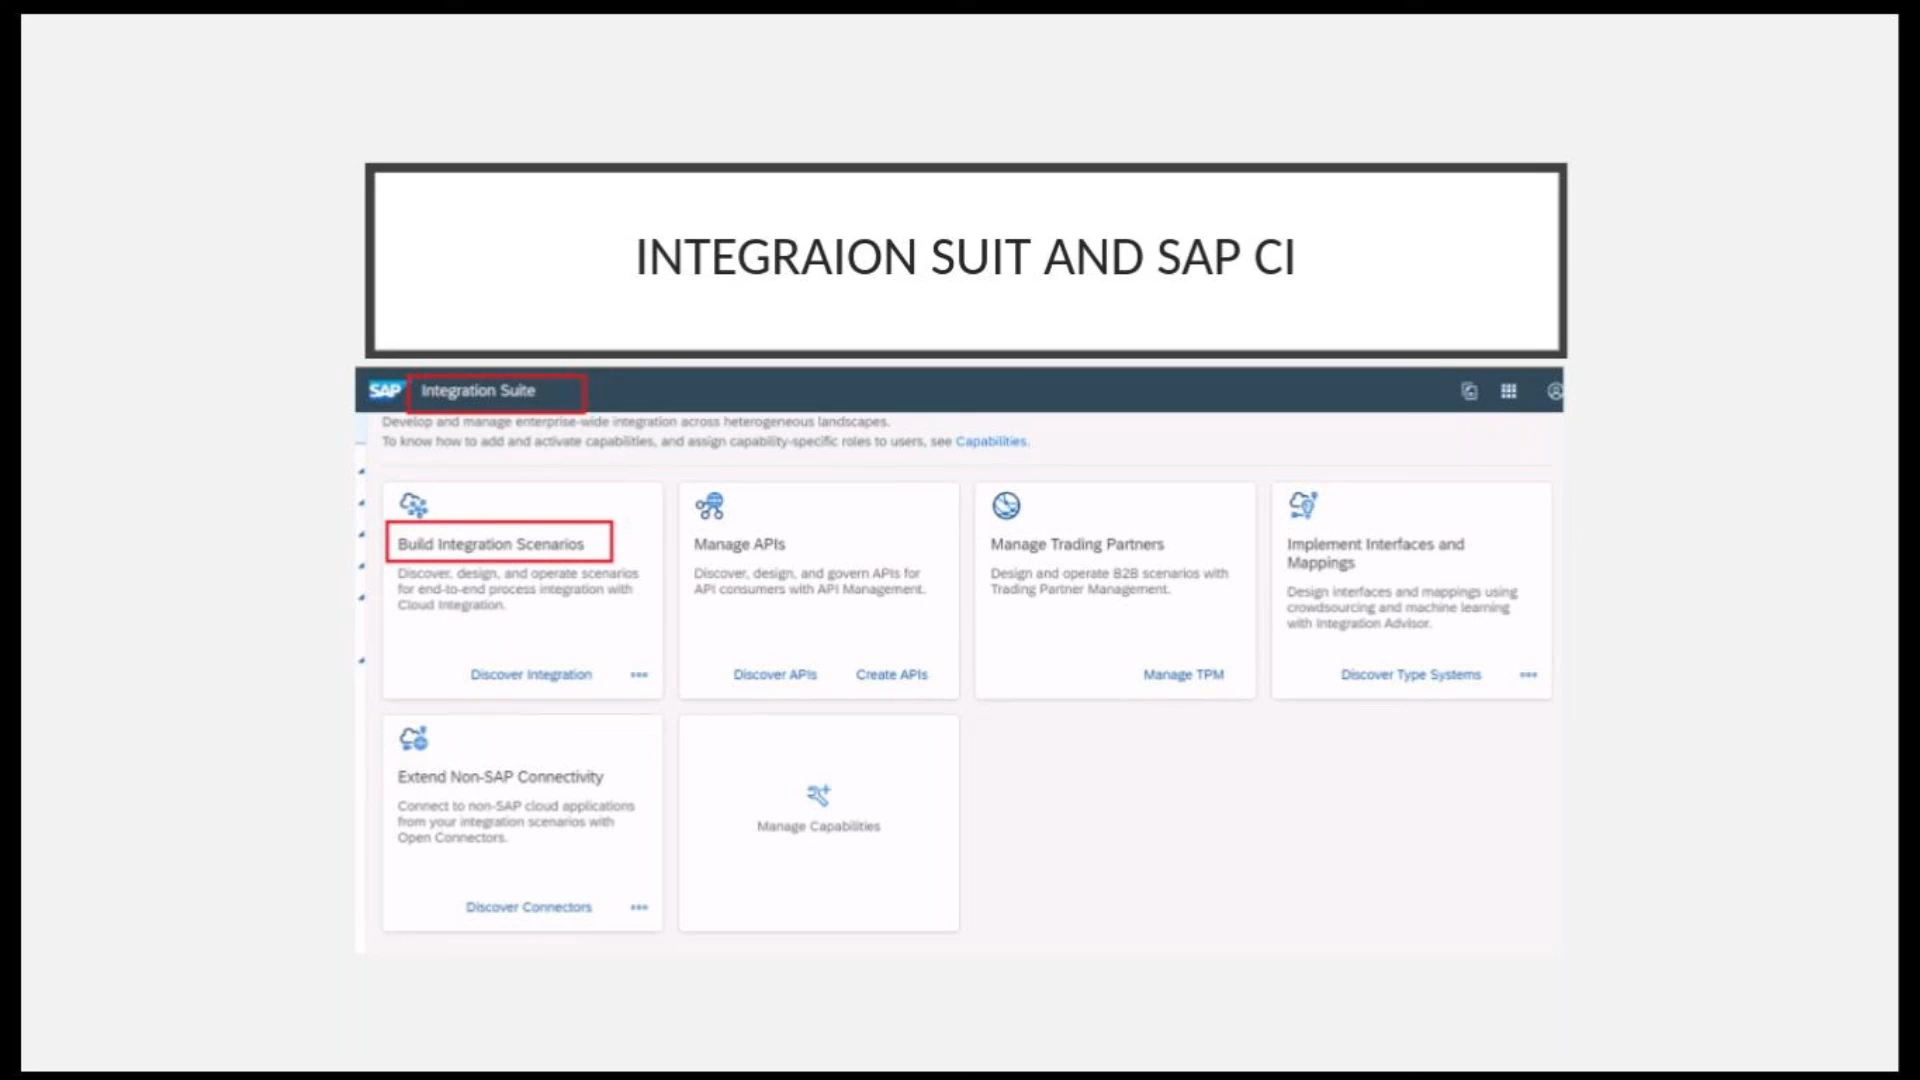 INTEGRAION SUIT AND SAP CI
SAP Integration Suite
Develop and manage enterprise-wide integration across heterogeneous landscapes.
To know how to add and activate capabilities, and assign capability-specific roles to users, see Capabilities.
Build Integration Scenarios
Discover, design, and operate scenarios
for end-to-end process integration with
Cloud Integration.
Discover Integration
Manage APIs
Discover, design, and govern APIs for
API consumers with API Management.
Discover APIs Create APIs
Manage Trading Partners
Design and operate B2B scenarios with
Trading Partner Management.
Manage TPM
Implement Interfaces and
Mappings
Design interfaces and mappings using
crowdsourcing and machine learning
with Integration Advisor.
Discover Type Systems
Extend Non-SAP Connectivity
Connect to non-SAP cloud applications
from your integration scenarios with
Open Connectors.
Discover Connectors
Manage Capabilities